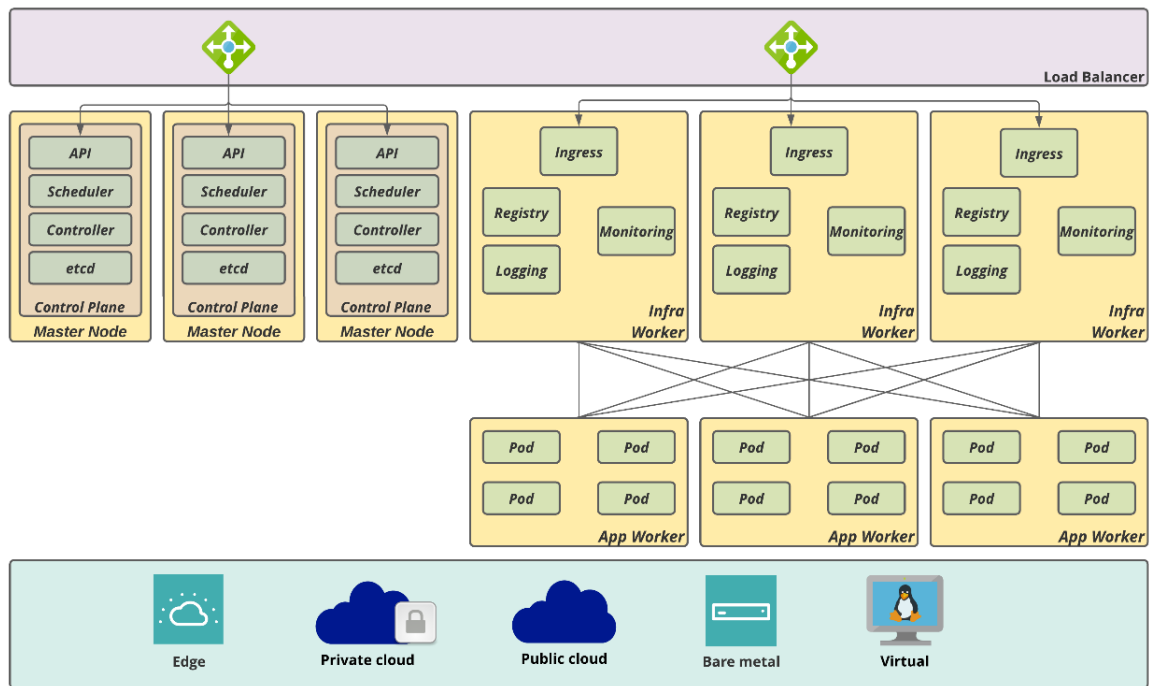 Load Balancer
API
Scheduler
Controller
etcd
Control Plane
Master Node
API
Scheduler
Controller
etcd
Control Plane
Master Node
API
Scheduler
Controller
etcd
Control Plane
Master Node
Ingress
Registry
Monitoring
Logging
Infra
Worker
Ingress
Registry
Monitoring
Logging
Infra
Worker
Ingress
Registry
Monitoring
Logging
Infra
Worker
Pod
Pod
Pod
Pod
App Worker
Pod
Pod
Pod
Pod
App Worker
Pod
Pod
Pod
Pod
App Worker
Edge
Private cloud
Public cloud
Bare metal
Virtual